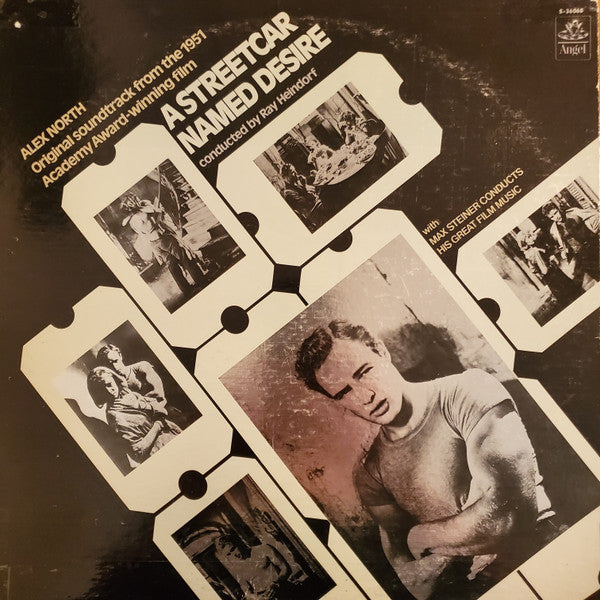 S-36068
Angel
ALEX NORTH
Original soundtrack from the 1951
Academy Award-winning film
A STREETCAR
NAMED DESIRE
conducted by Ray Heindorf
with
MAX STEINER CONDUCTS
HIS GREAT FILM MUSIC